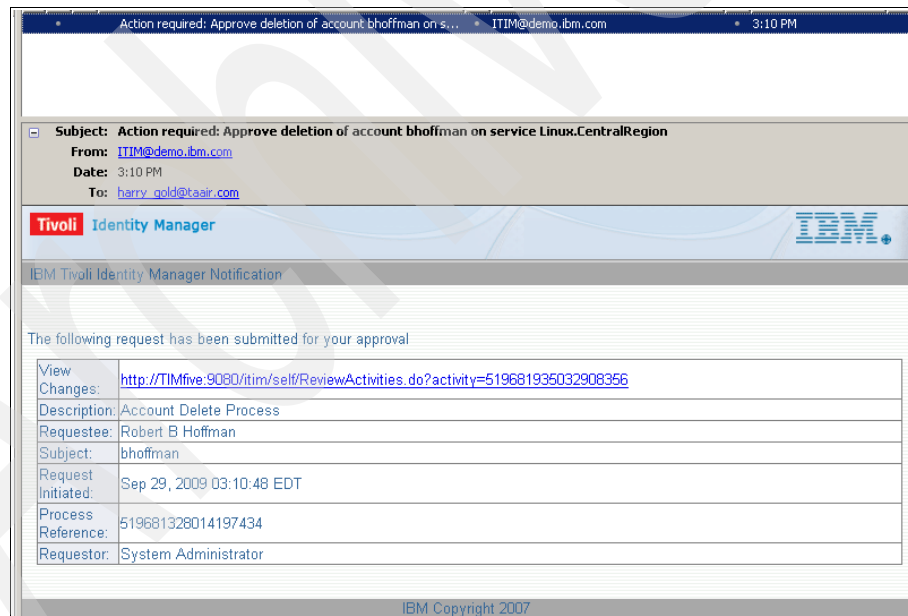 Action required: Approve deletion of account bhoffman on s... ITIM@demo.ibm.com 3:10 PM
Subject: Action required: Approve deletion of account bhoffman on service Linux.CentralRegion
From: ITIM@demo.ibm.com
Date: 3:10 PM
To: harry_gold@taair.com
Tivoli Identity Manager IBM
IBM Tivoli Identity Manager Notification
The following request has been submitted for your approval
View
Changes: http://TIMfive:9080/itim/self/ReviewActivities.do?activity=519681935032908356
Description: Account Delete Process
Requestee: Robert B Hoffman
Subject: bhoffman
Request
Initiated: Sep 29, 2009 03:10:48 EDT
Process
Reference: 519681328014197434
Requestor: System Administrator
IBM Copyright 2007